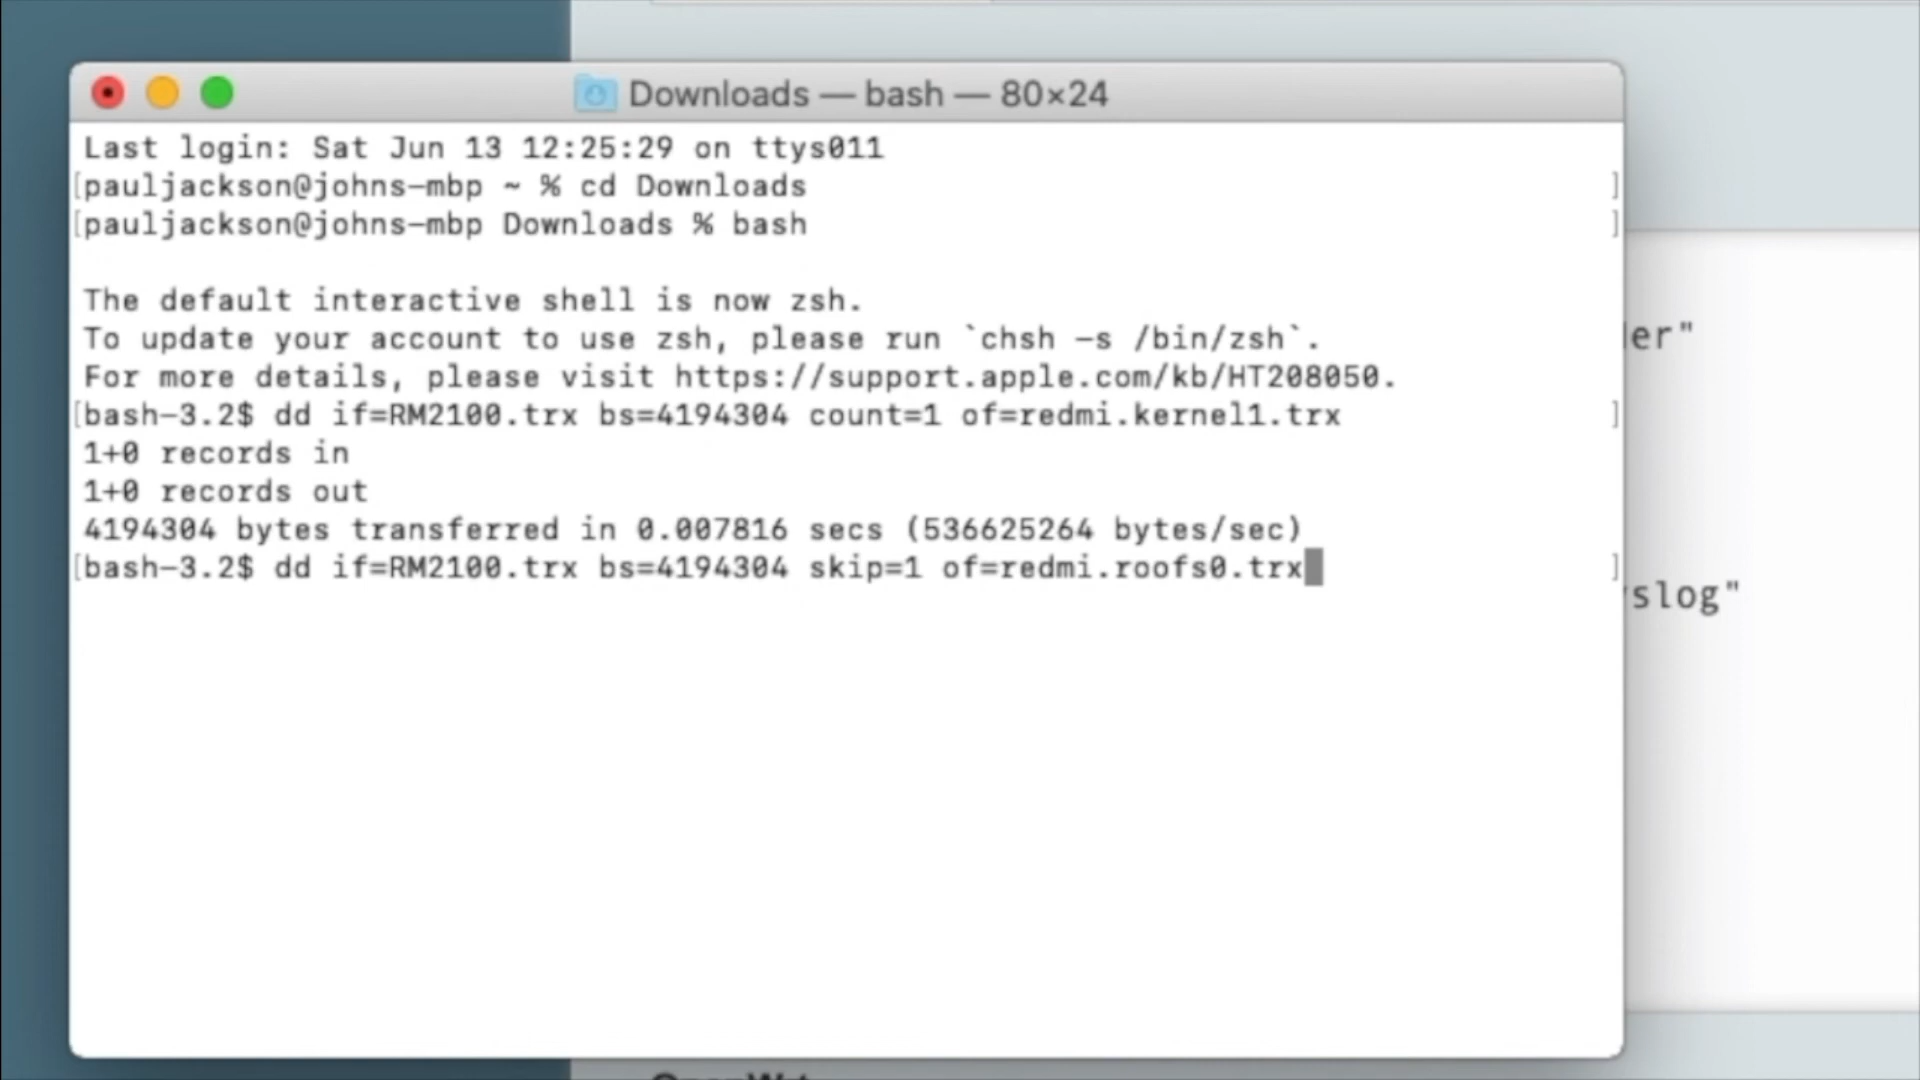 Downloads — bash — 80×24
Last login: Sat Jun 13 12:25:29 on ttys011
[pauljackson@johns-mbp ~ % cd Downloads ]
[pauljackson@johns-mbp Downloads % bash ]
The default interactive shell is now zsh.
To update your account to use zsh, please run `chsh -s /bin/zsh`.
For more details, please visit https://support.apple.com/kb/HT208050.
[bash-3.2$ dd if=RM2100.trx bs=4194304 count=1 of=redmi.kernel1.trx ]
1+0 records in
1+0 records out
4194304 bytes transferred in 0.007816 secs (536625264 bytes/sec)
[bash-3.2$ dd if=RM2100.trx bs=4194304 skip=1 of=redmi.roofs0.trx ]
er"
slog"